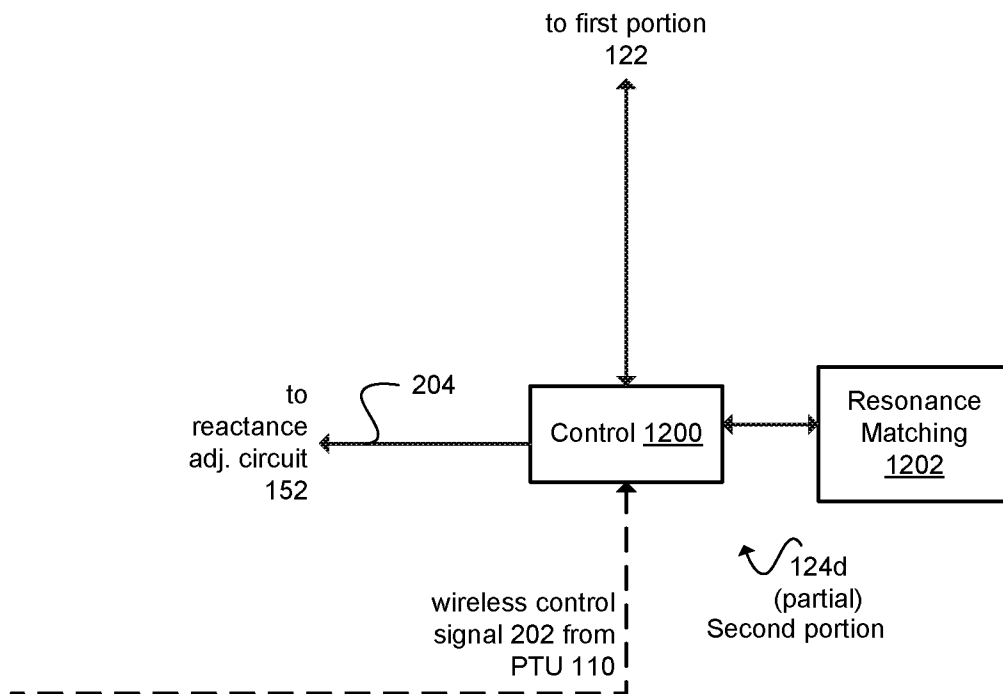 to first portion
122
to
reactance
adj. circuit
152
204
Control 1200
Resonance
Matching
1202
124d
(partial)
Second portion
wireless control
signal 202 from
PTU 110